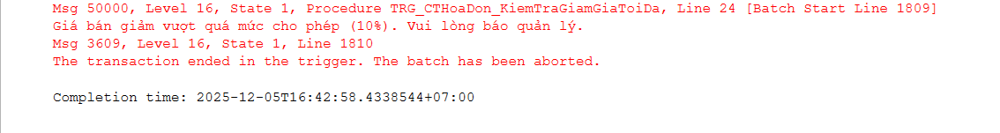 Msg 50000, Level 16, State 1, Procedure TRG_CTHoaDon_KiemTraGiamGiaToiDa, Line 24 [Batch Start Line 1809]
Giá bán giảm vượt quá mức cho phép (10%). Vui lòng báo quản lý.
Msg 3609, Level 16, State 1, Line 1810
The transaction ended in the trigger. The batch has been aborted.
Completion time: 2025-12-05T16:42:58.4338544+07:00